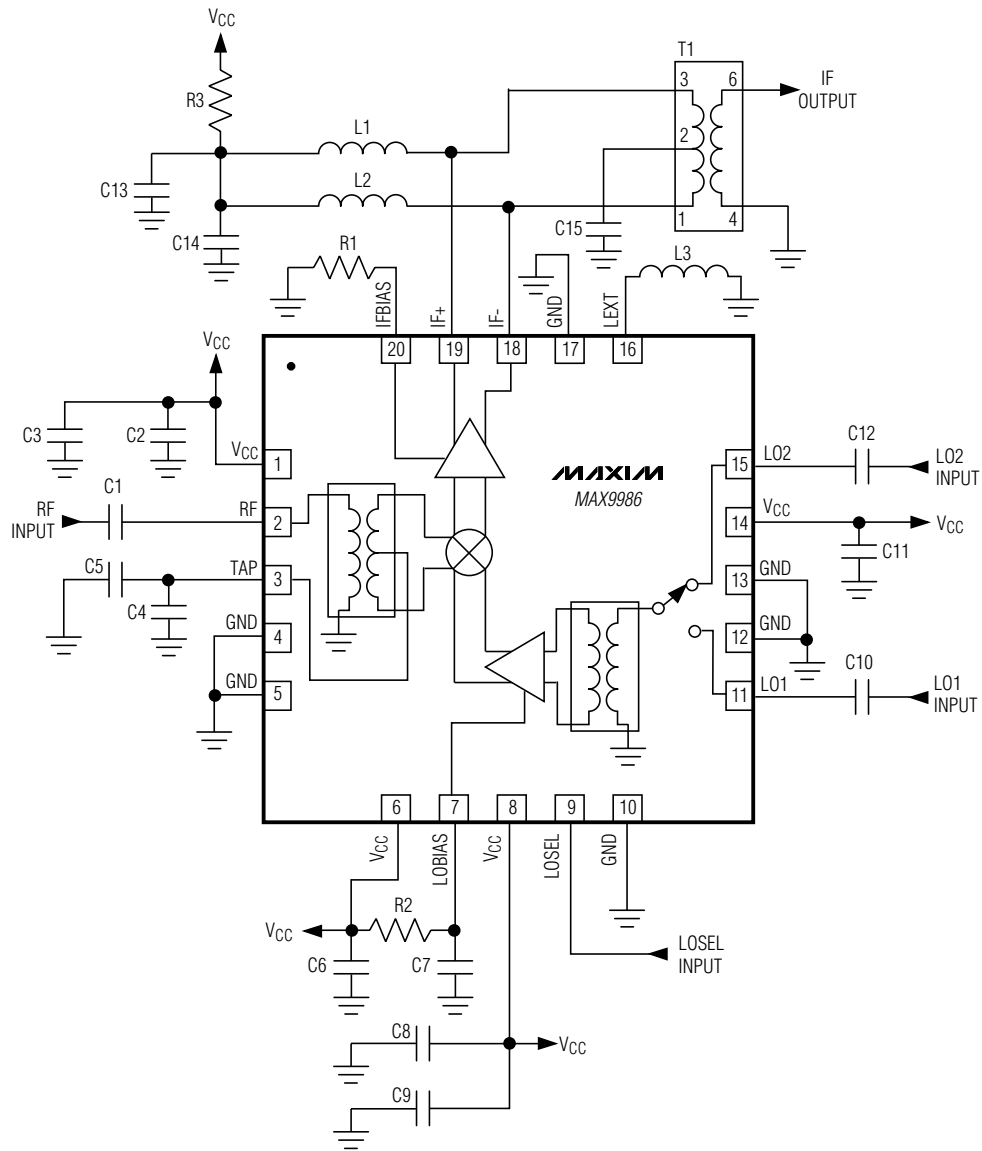 VCC
T1
R3
3
6
IF
OUTPUT
L1
2
C13
L2
1
4
C14
C15
R1
L3
IFBIAS
IF+
IF-
GND
LEXT
20
19
18
17
16
VCC
C3
C2
VCC
1
MAXIM
MAX9986
15
LO2
C12
LO2
INPUT
C1
RF
INPUT
RF
2
14
VCC
VCC
C11
C5
TAP
3
13
GND
C4
GND
4
12
GND
GND
5
11
LO1
C10
LO1
INPUT
6
7
8
9
10
VCC
LOBIAS
VCC
LOSEL
GND
VCC
R2
C6
C7
LOSEL
INPUT
C8
VCC
C9